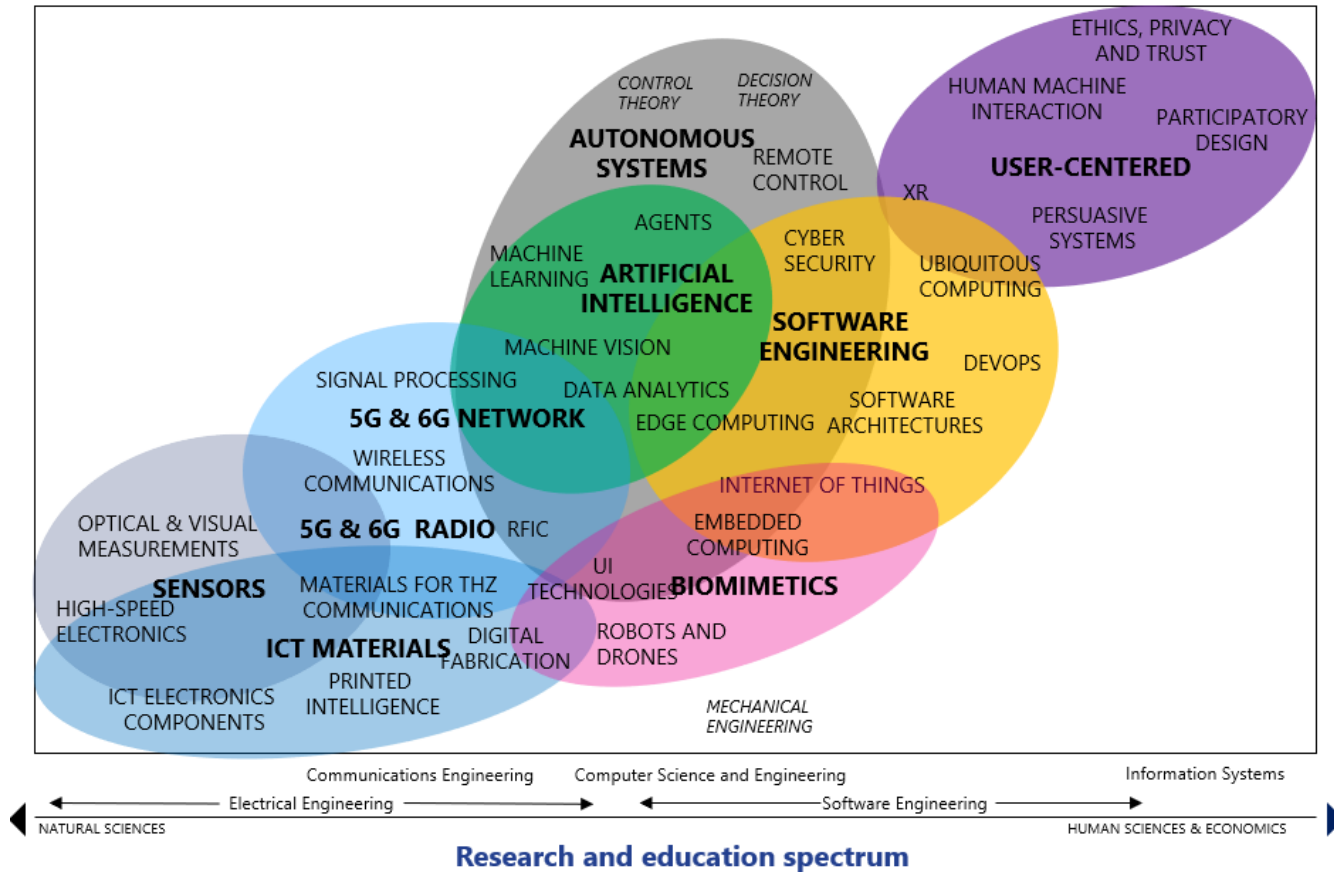 ETHICS, PRIVACY
AND TRUST
CONTROL
THEORY
DECISION
THEORY
HUMAN MACHINE
INTERACTION
PARTICIPATORY
DESIGN
AUTONOMOUS
SYSTEMS
REMOTE
CONTROL
USER-CENTERED
XR
PERSUASIVE
SYSTEMS
AGENTS
CYBER
SECURITY
MACHINE
LEARNING
ARTIFICIAL
INTELLIGENCE
UBIQUITOUS
COMPUTING
SOFTWARE
ENGINEERING
MACHINE VISION
DEVOPS
SIGNAL PROCESSING
DATA ANALYTICS
SOFTWARE
ARCHITECTURES
5G & 6G NETWORK
EDGE COMPUTING
WIRELESS
COMMUNICATIONS
INTERNET OF THINGS
OPTICAL & VISUAL
MEASUREMENTS
5G & 6G RADIO
RFIC
EMBEDDED
COMPUTING
UI
TECHNOLOGIES
BIOMIMETICS
SENSORS
MATERIALS FOR THZ
COMMUNICATIONS
HIGH-SPEED
ELECTRONICS
ICT MATERIALS
DIGITAL
FABRICATION
ROBOTS AND
DRONES
PRINTED
INTELLIGENCE
ICT ELECTRONICS
COMPONENTS
MECHANICAL
ENGINEERING
Communications Engineering
Computer Science and Engineering
Information Systems
Electrical Engineering
Software Engineering
NATURAL SCIENCES
HUMAN SCIENCES & ECONOMICS
Research and education spectrum